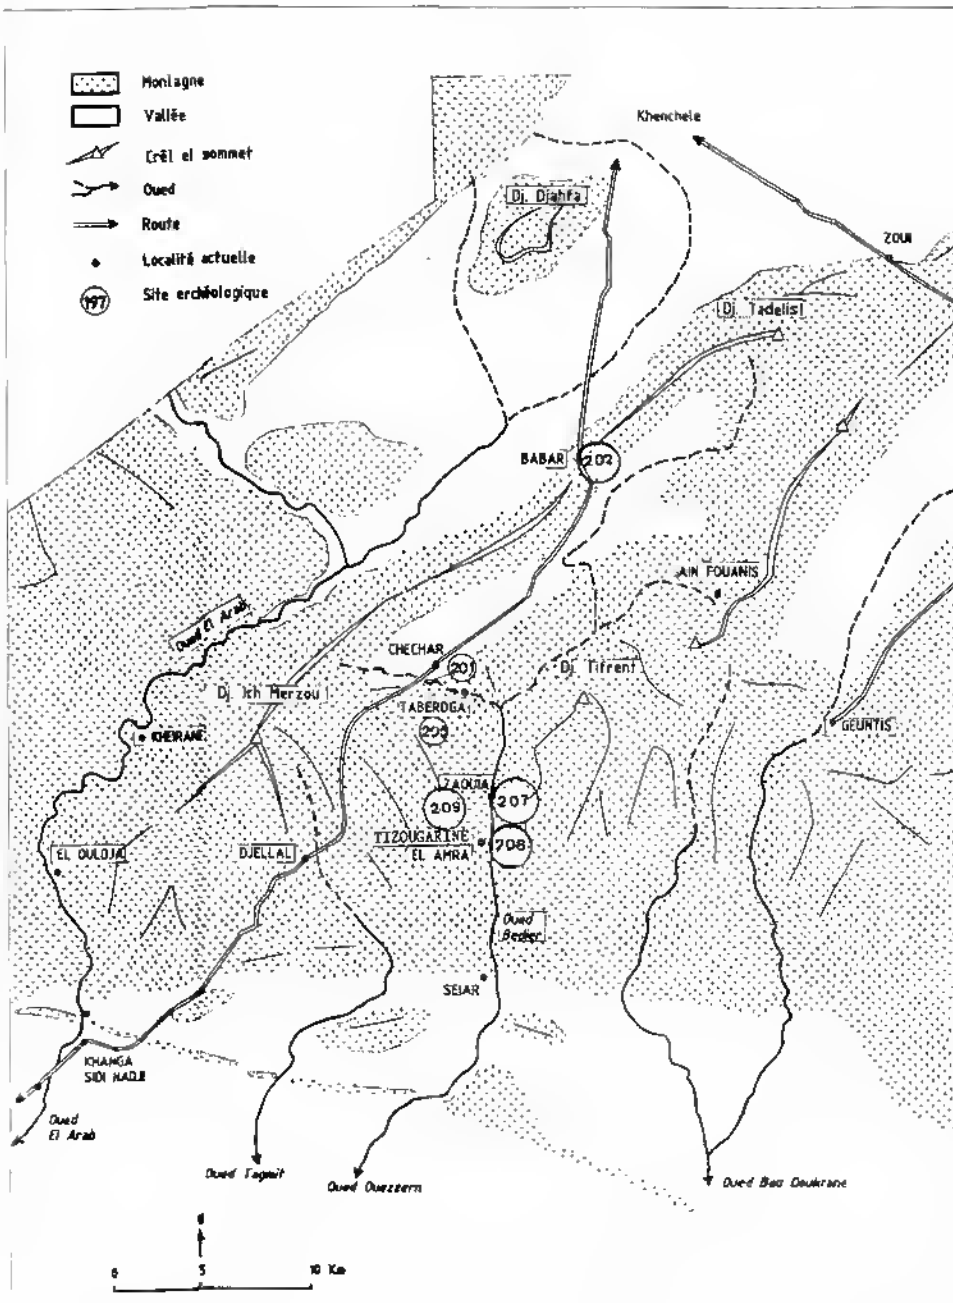 Montagne
Vallée
Crêt et sommet
Oued
Route
Localité actuelle
197
Site archéologique
Khenchele
Dj. Djahfa
ZOUI
Dj. Tadelist
BABAR
202
AIN FOUANIS
Oued El Arab
CHECHAR
201
Dj. Tifrent
Dj. Ich Merzou
TABERDGA
KHEIRANE
GEUNTIS
ZAOUIA
209
207
TIZOUGARINE
EL AMRA
208
EL OULDJA
DJELLAL
Oued
Bedjer
SEIAR
KHANGA
SIDI NADJI
Oued
El Arab
Oued Tagmit
Oued Ouezzern
Oued Bou Doukrane
0
5
10 Km